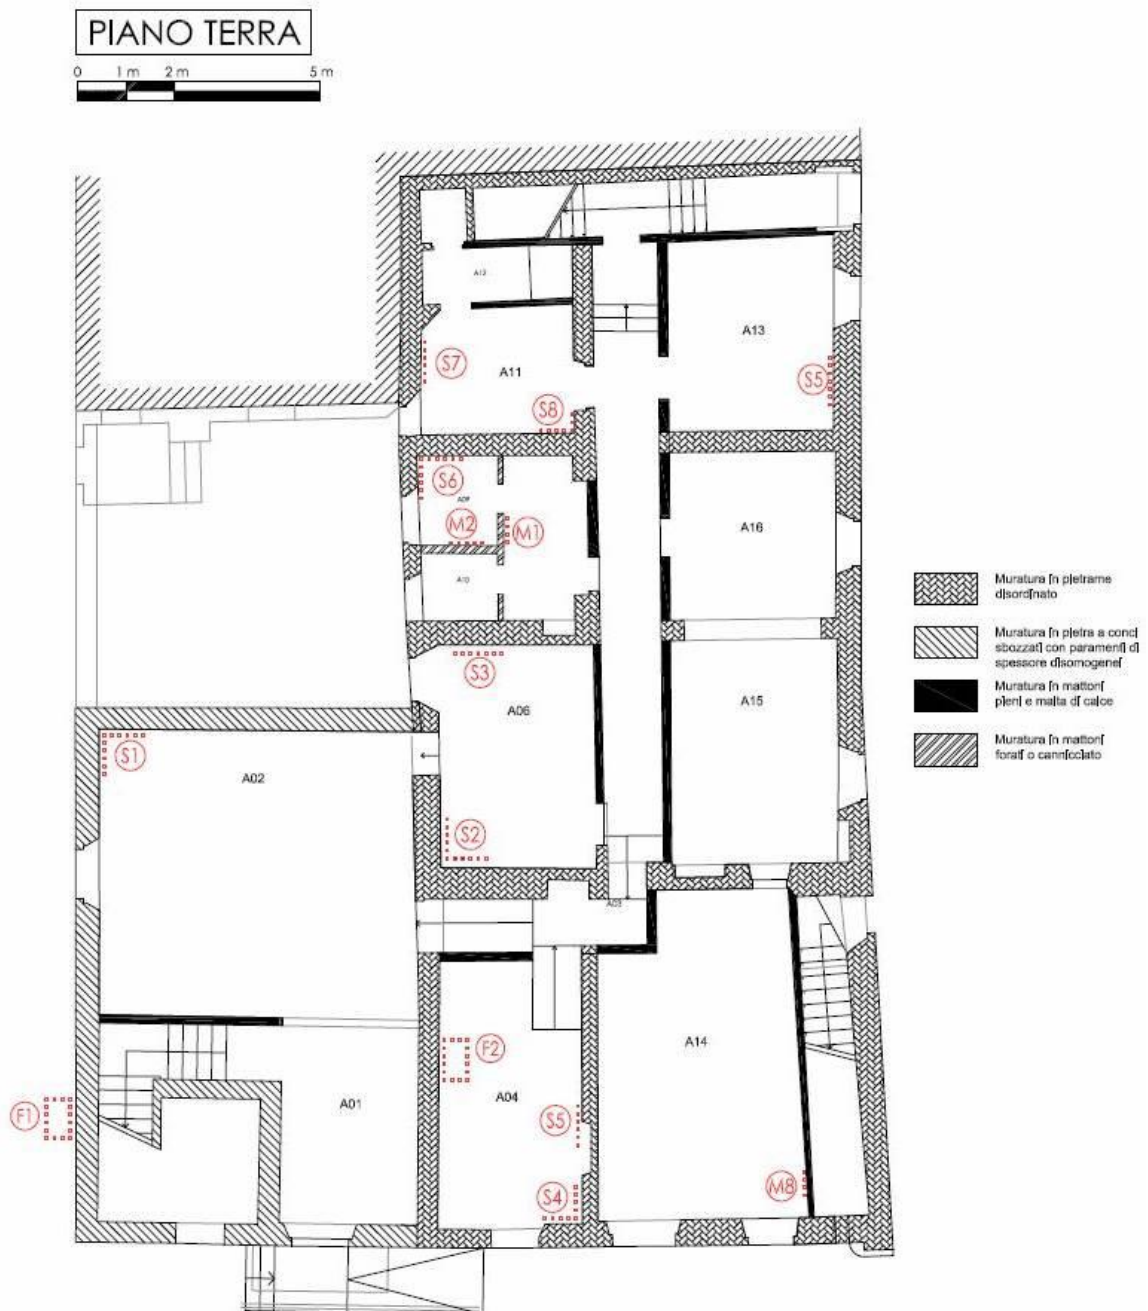 PIANO TERRA
0 1 m 2 m 5 m
A12
A13
S7
A11
S5
S8
S6
A09
M2
M1
A16
A10
S3
A06
A15
S1
A02
S2
A03
A14
F2
A04
F1
A01
S5
S4
M8
Muratura in pietrame
disordinato
Muratura in pietra a conci
sbozzati con paramenti di
spessore disomogenei
Muratura in mattoni
pieni e malta di calce
Muratura in mattoni
forati o cannicciato